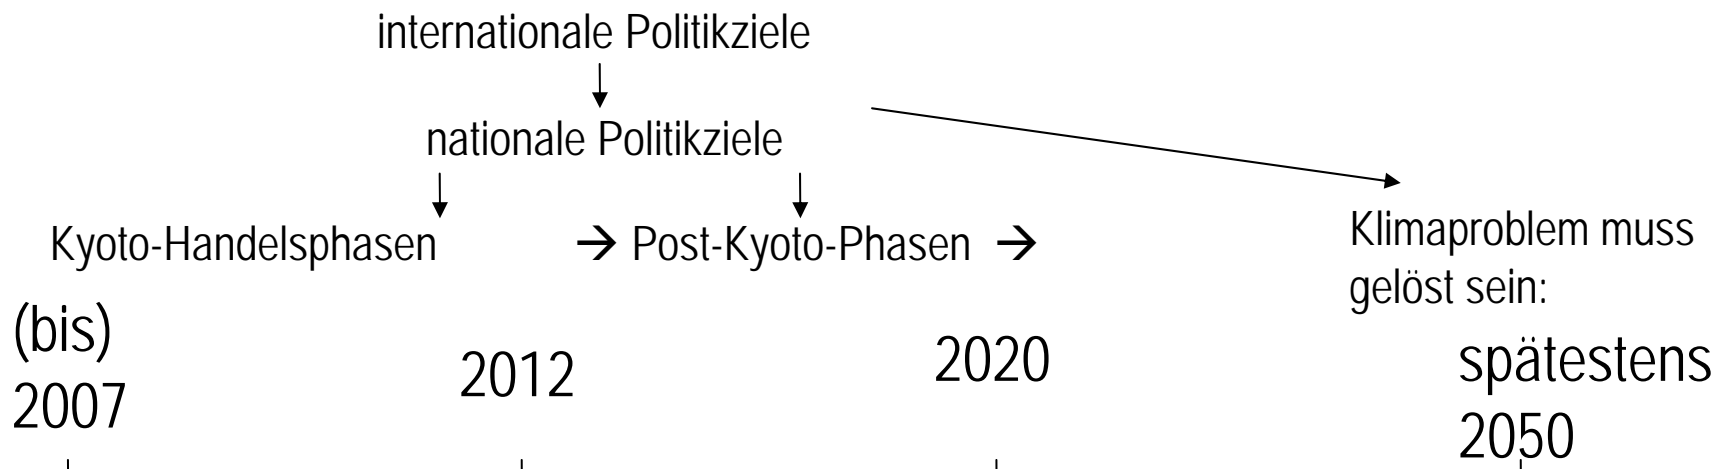 internationale Politikziele
nationale Politikziele
Kyoto-Handelsphasen → Post-Kyoto-Phasen →
Klimaproblem muss
gelöst sein:
(bis)
2007
2012
2020
spätestens
2050